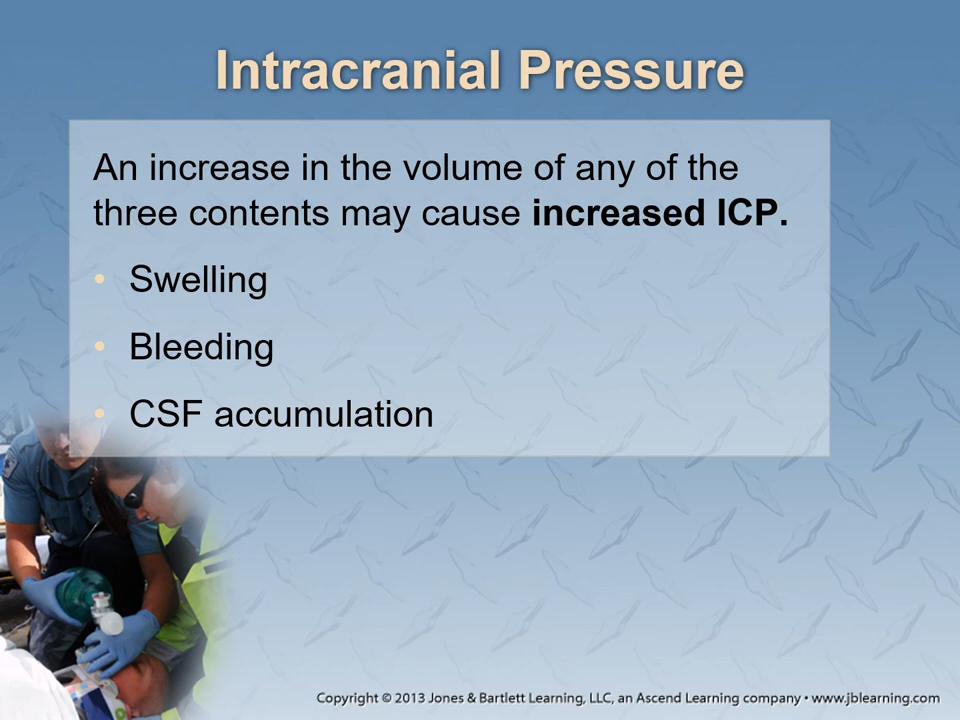 Intracranial Pressure
An increase in the volume of any of the
three contents may cause increased ICP.
• Swelling
• Bleeding
• CSF accumulation
Copyright © 2013 Jones & Bartlett Learning, LLC, an Ascend Learning company • www.jblearning.com